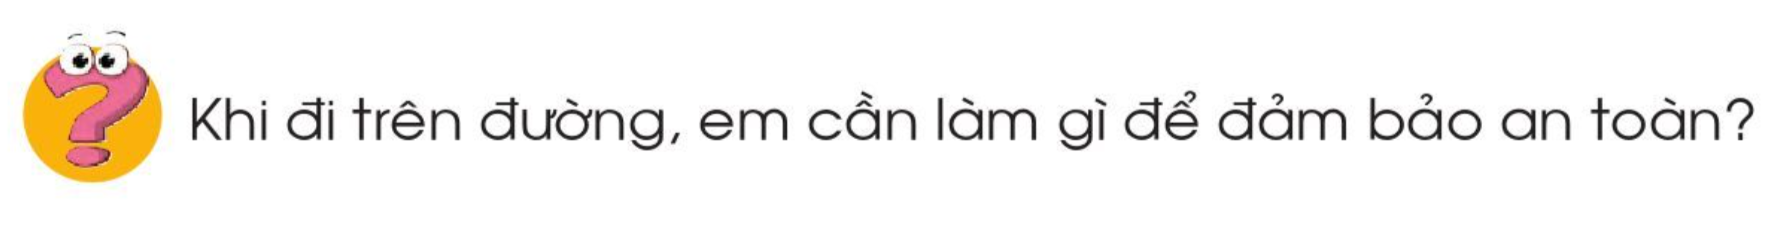 Khi đi trên đường, em cần làm gì để đảm bảo an toàn?